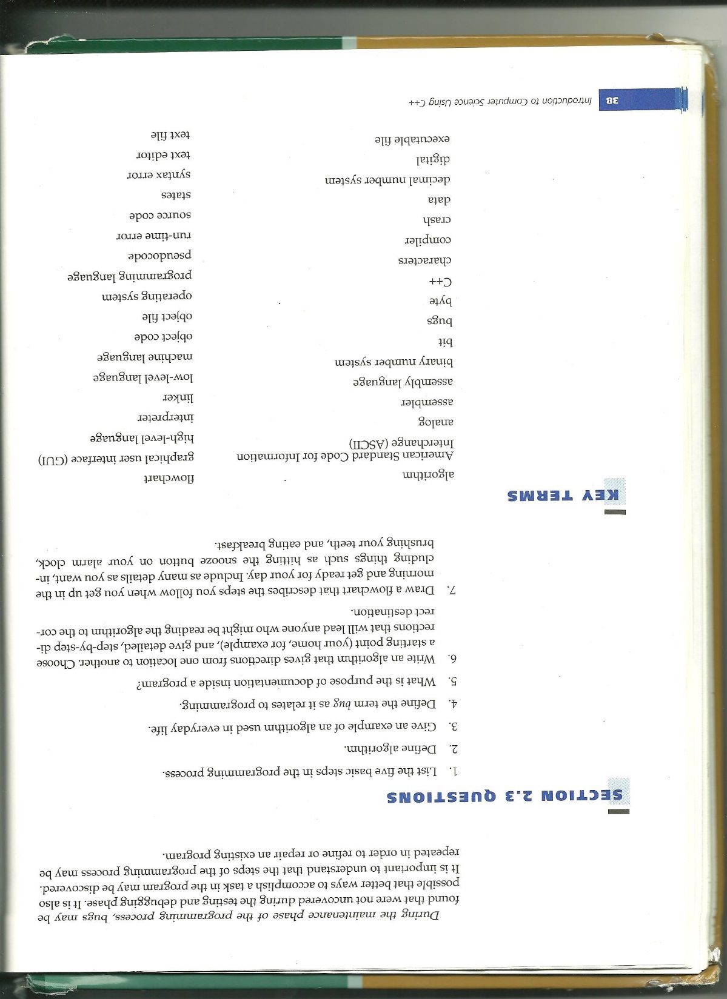 During the maintenance phase of the programming process, bugs may be
found that were not uncovered during the testing and debugging phase. It is also
possible that better ways to accomplish a task in the program may be discovered.
It is important to understand that the steps of the programming process may be
repeated in order to refine or repair an existing program.
SECTION 2.3 QUESTIONS
1. List the five basic steps in the programming process.
2. Define algorithm.
3. Give an example of an algorithm used in everyday life.
4. Define the term bug as it relates to programming.
5. What is the purpose of documentation inside a program?
6. Write an algorithm that gives directions from one location to another. Choose
a starting point (your home, for example), and give detailed, step-by-step di-
rections that will lead anyone who might be reading the algorithm to the cor-
rect destination.
7. Draw a flowchart that describes the steps you follow when you get up in the
morning and get ready for your day. Include as many details as you want, in-
cluding things such as hitting the snooze button on your alarm clock,
brushing your teeth, and eating breakfast.
KEY TERMS
algorithm
American Standard Code for Information
Interchange (ASCII)
analog
assembler
assembly language
binary number system
bit
bugs
byte
C++
characters
compiler
crash
data
decimal number system
digital
executable file
flowchart
graphical user interface (GUI)
high-level language
interpreter
linker
low-level language
machine language
object code
object file
operating system
programming language
pseudocode
run-time error
source code
states
syntax error
text editor
text file
38 Introduction to Computer Science Using C++